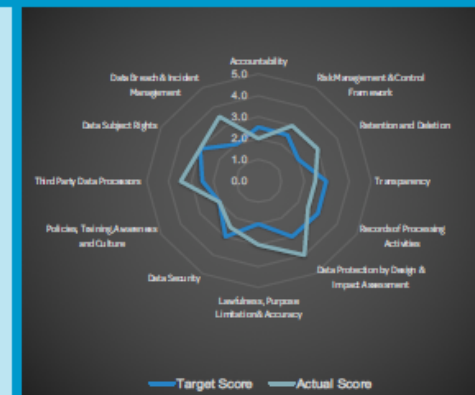 Accountability
5.0
4.0
3.0
2.0
1.0
0.0
Risk Management & Control
Framework
Retention and Deletion
Transparency
Records of Processing
Activities
Data Protection by Design &
Impact Assessment
Lawfulness, Purpose
Limitation & Accuracy
Data Security
Policies, Training, Awareness
and Culture
Third Party Data Processors
Data Subject Rights
Data Breach & Incident
Management
Target Score
Actual Score